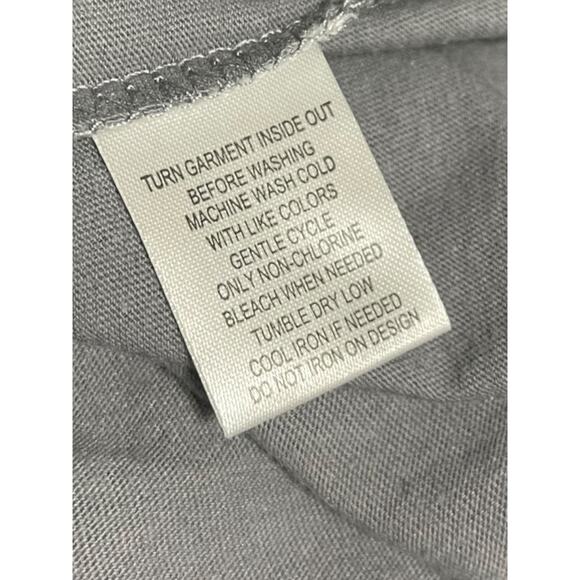 TURN GARMENT INSIDE OUT
BEFORE WASHING
MACHINE WASH COLD
WITH LIKE COLORS
GENTLE CYCLE
ONLY NON-CHLORINE
BLEACH WHEN NEEDED
TUMBLE DRY LOW
COOL IRON IF NEEDED
DO NOT IRON ON DESIGN